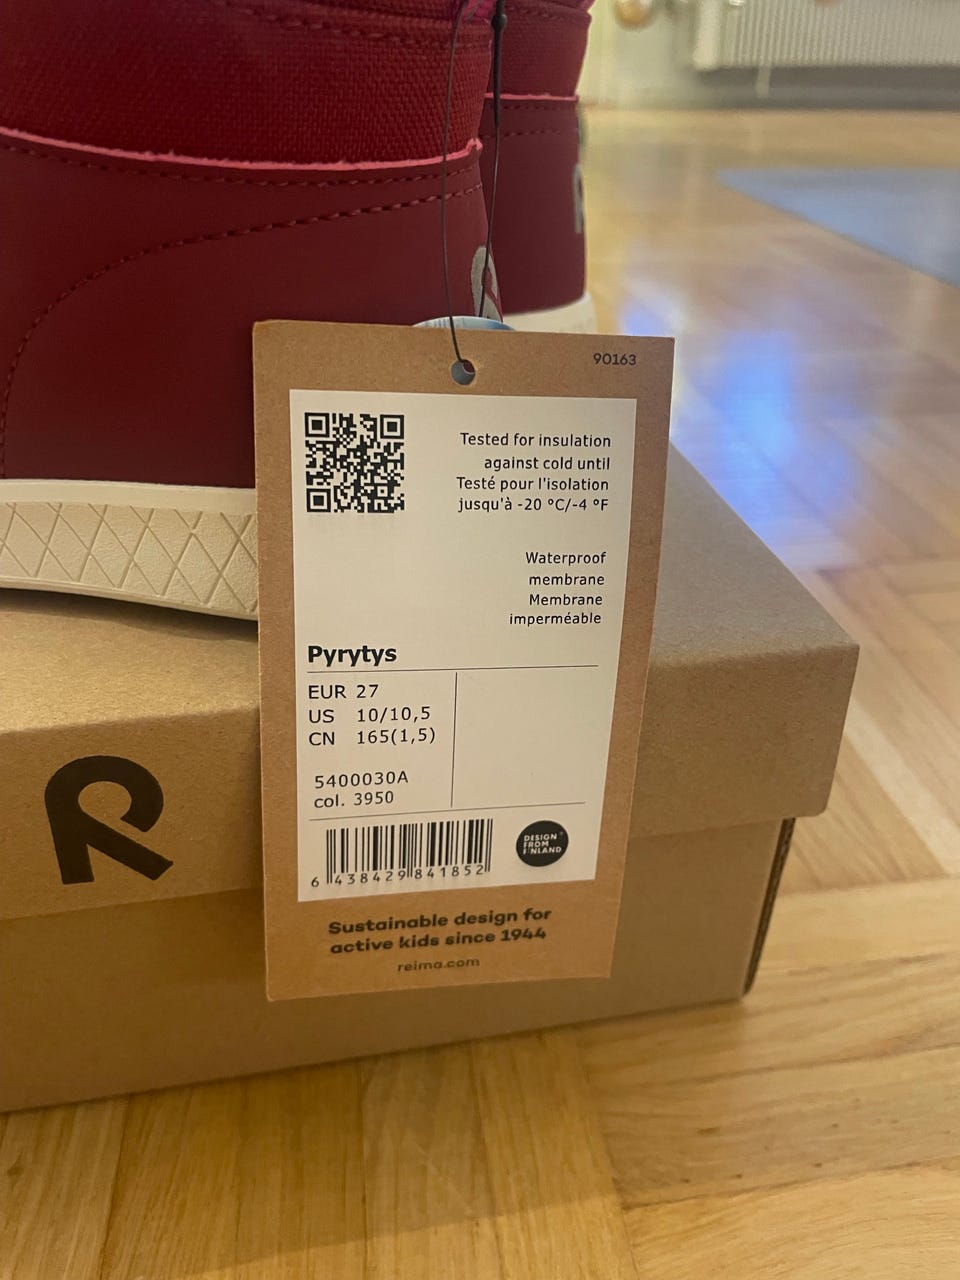 90163
Tested for insulation
against cold until
Testé pour l'isolation
jusqu'à -20 °C/-4 °F
Waterproof
membrane
Membrane
imperméable
Pyrytys
EUR 27
US 10/10,5
CN 165(1,5)
5400030A
col. 3950
6 438429 841852
DESIGN
FROM
FINLAND
Sustainable design for
active kids since 1944
reima.com
R